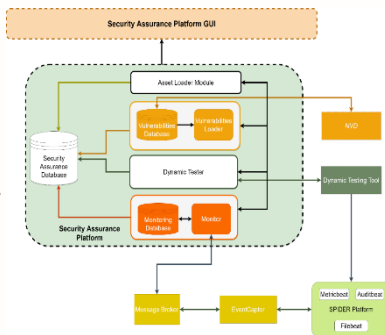 Security Assurance Platform GUI
Asset Loader Module
Vulnerabilities
Database
Vulnerabilities
Loader
NVD
Security
Assurance
Database
Dynamic Tester
Dynamic Testing Tool
Monitoring
Database
Monitor
Security Assurance
Platform
Metricbeat
Auditbeat
SPIDER Platform
Filebeat
Message Broker
EventCaptor